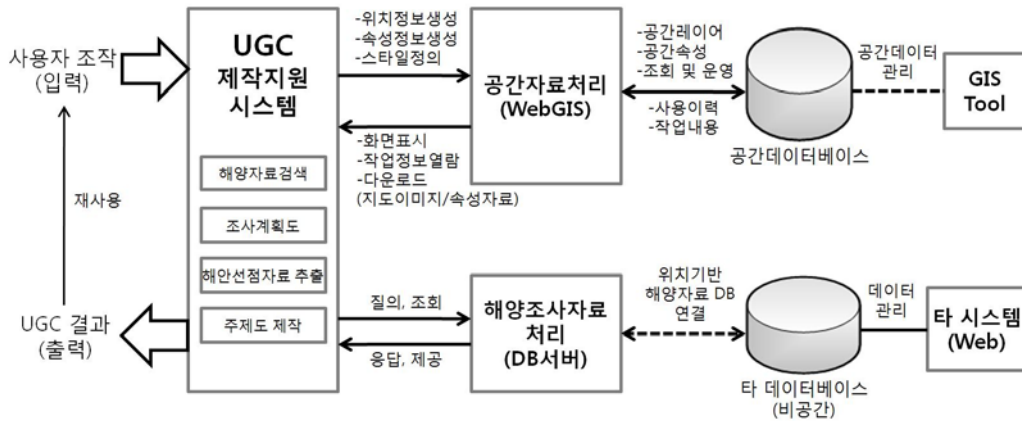 사용자 조작
(입력)
재사용
UGC 결과
(출력)
UGC
제작지원
시스템
해양자료검색
조사계획도
해안선점자료 추출
주제도 제작
-위치정보생성
-속성정보생성
-스타일정의
-화면표시
-작업정보열람
-다운로드
(지도이미지/속성자료)
공간자료처리
(WebGIS)
-공간레이어
-공간속성
-조회 및 운영
-사용이력
-작업내용
공간데이터베이스
공간데이터
관리
GIS
Tool
질의, 조회
응답, 제공
해양조사자료
처리
(DB서버)
위치기반
해양자료 DB
연결
타 데이터베이스
(비공간)
데이터
관리
타 시스템
(Web)